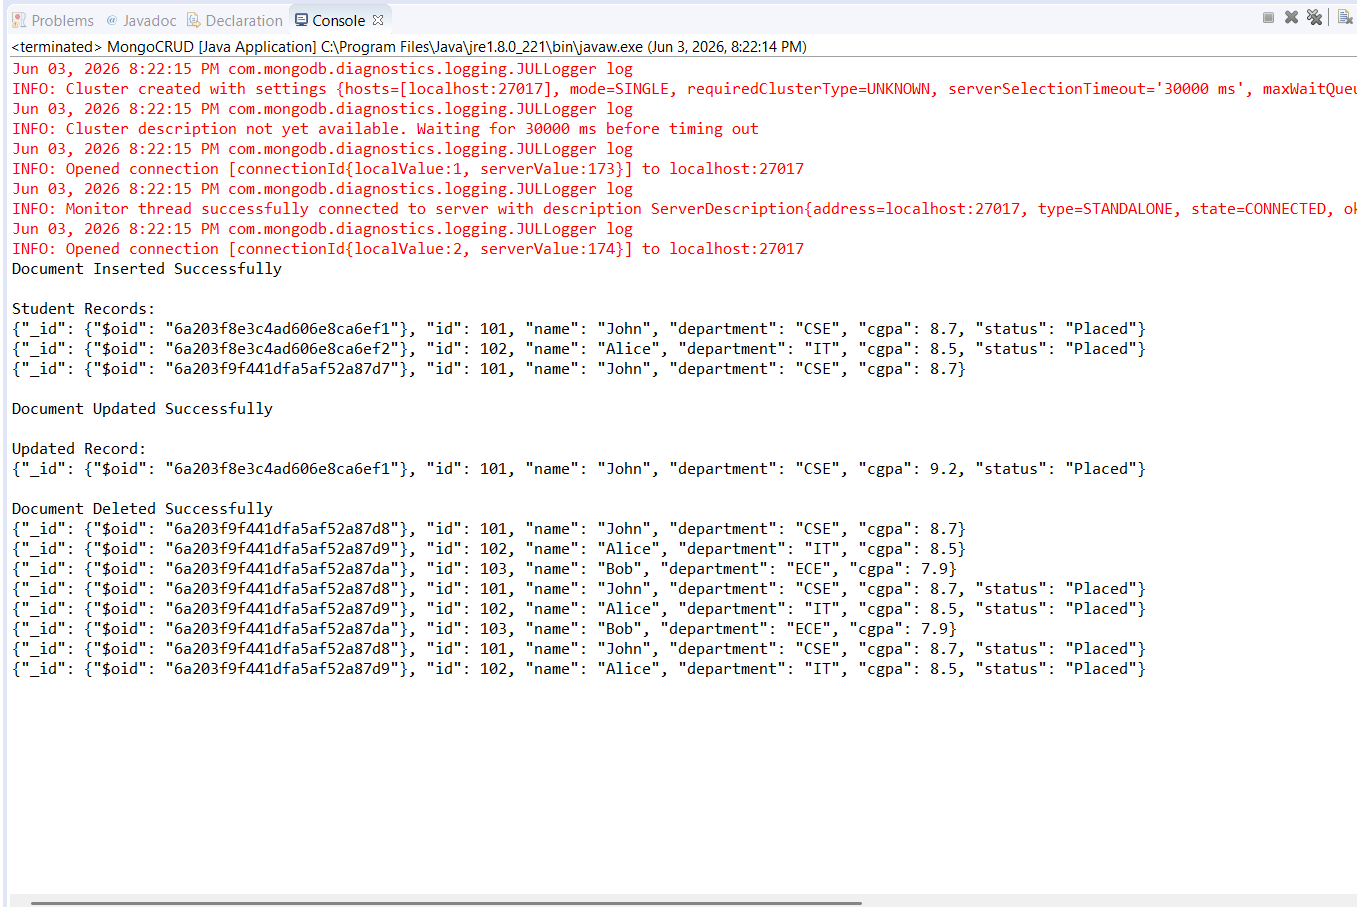 Problems @ Javadoc Declaration Console
<terminated> MongoCRUD [Java Application] C:\Program Files\Java\jre1.8.0_221\bin\javaw.exe (Jun 3, 2026, 8:22:14 PM)
Jun 03, 2026 8:22:15 PM com.mongodb.diagnostics.logging.JULLogger log
INFO: Cluster created with settings {hosts=[localhost:27017], mode=SINGLE, requiredClusterType=UNKNOWN, serverSelectionTimeout='30000 ms', maxWaitQueu
Jun 03, 2026 8:22:15 PM com.mongodb.diagnostics.logging.JULLogger log
INFO: Cluster description not yet available. Waiting for 30000 ms before timing out
Jun 03, 2026 8:22:15 PM com.mongodb.diagnostics.logging.JULLogger log
INFO: Opened connection [connectionId{localValue:1, serverValue:173}] to localhost:27017
Jun 03, 2026 8:22:15 PM com.mongodb.diagnostics.logging.JULLogger log
INFO: Monitor thread successfully connected to server with description ServerDescription{address=localhost:27017, type=STANDALONE, state=CONNECTED, ok
Jun 03, 2026 8:22:15 PM com.mongodb.diagnostics.logging.JULLogger log
INFO: Opened connection [connectionId{localValue:2, serverValue:174}] to localhost:27017
Document Inserted Successfully
Student Records:
{"_id": {"$oid": "6a203f8e3c4ad606e8ca6ef1"}, "id": 101, "name": "John", "department": "CSE", "cgpa": 8.7, "status": "Placed"}
{"_id": {"$oid": "6a203f8e3c4ad606e8ca6ef2"}, "id": 102, "name": "Alice", "department": "IT", "cgpa": 8.5, "status": "Placed"}
{"_id": {"$oid": "6a203f9f441dfa5af52a87d7"}, "id": 101, "name": "John", "department": "CSE", "cgpa": 8.7}
Document Updated Successfully
Updated Record:
{"_id": {"$oid": "6a203f8e3c4ad606e8ca6ef1"}, "id": 101, "name": "John", "department": "CSE", "cgpa": 9.2, "status": "Placed"}
Document Deleted Successfully
{"_id": {"$oid": "6a203f9f441dfa5af52a87d8"}, "id": 101, "name": "John", "department": "CSE", "cgpa": 8.7}
{"_id": {"$oid": "6a203f9f441dfa5af52a87d9"}, "id": 102, "name": "Alice", "department": "IT", "cgpa": 8.5}
{"_id": {"$oid": "6a203f9f441dfa5af52a87da"}, "id": 103, "name": "Bob", "department": "ECE", "cgpa": 7.9}
{"_id": {"$oid": "6a203f9f441dfa5af52a87d8"}, "id": 101, "name": "John", "department": "CSE", "cgpa": 8.7, "status": "Placed"}
{"_id": {"$oid": "6a203f9f441dfa5af52a87d9"}, "id": 102, "name": "Alice", "department": "IT", "cgpa": 8.5, "status": "Placed"}
{"_id": {"$oid": "6a203f9f441dfa5af52a87da"}, "id": 103, "name": "Bob", "department": "ECE", "cgpa": 7.9}
{"_id": {"$oid": "6a203f9f441dfa5af52a87d8"}, "id": 101, "name": "John", "department": "CSE", "cgpa": 8.7, "status": "Placed"}
{"_id": {"$oid": "6a203f9f441dfa5af52a87d9"}, "id": 102, "name": "Alice", "department": "IT", "cgpa": 8.5, "status": "Placed"}